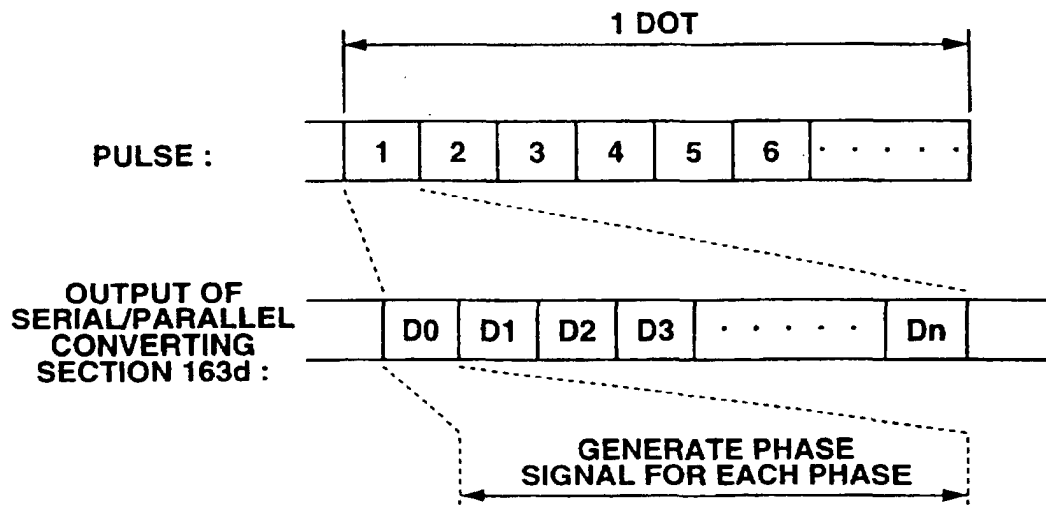 1 DOT
PULSE :
1 2 3 4 5 6 · · · · ·
OUTPUT OF
SERIAL/PARALLEL
CONVERTING
SECTION 163d :
D0 D1 D2 D3 · · · · · Dn
GENERATE PHASE
SIGNAL FOR EACH PHASE